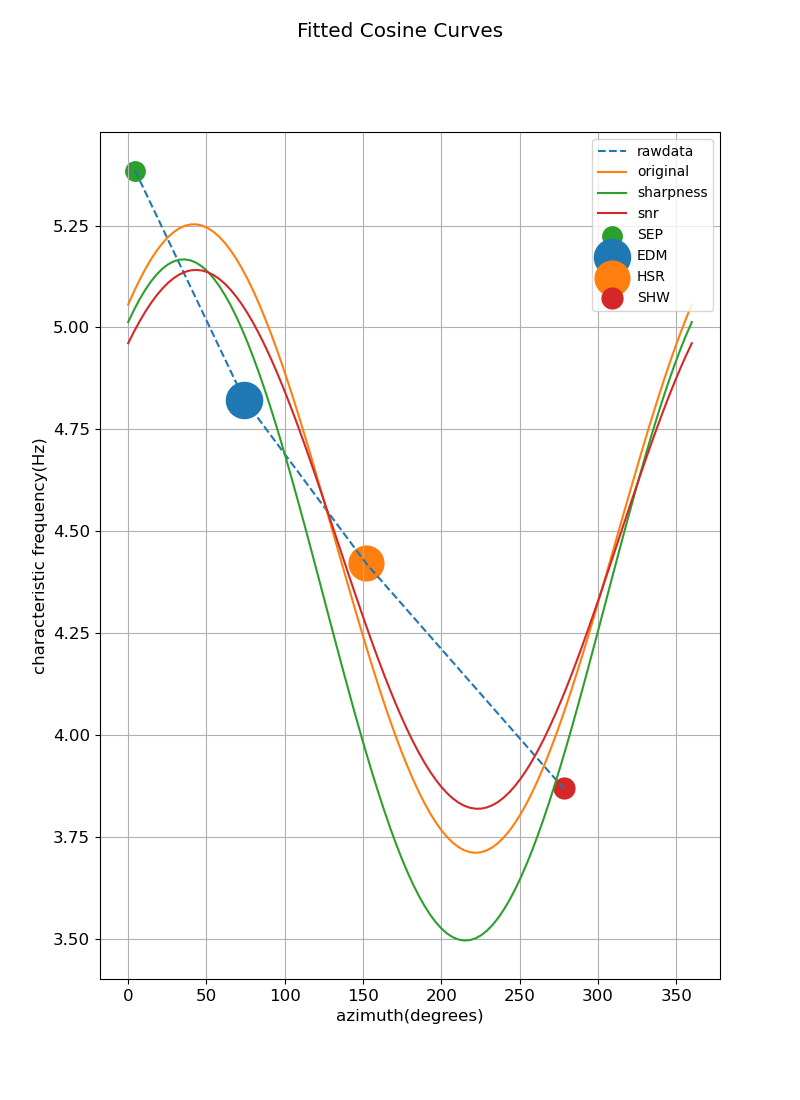 Fitted Cosine Curves
rawdata
original
sharpness
snr
SEP
EDM
HSR
SHW
5.25
5.00
4.75
4.50
4.25
4.00
3.75
3.50
characteristic frequency(Hz)
0 50 100 150 200 250 300 350
azimuth(degrees)